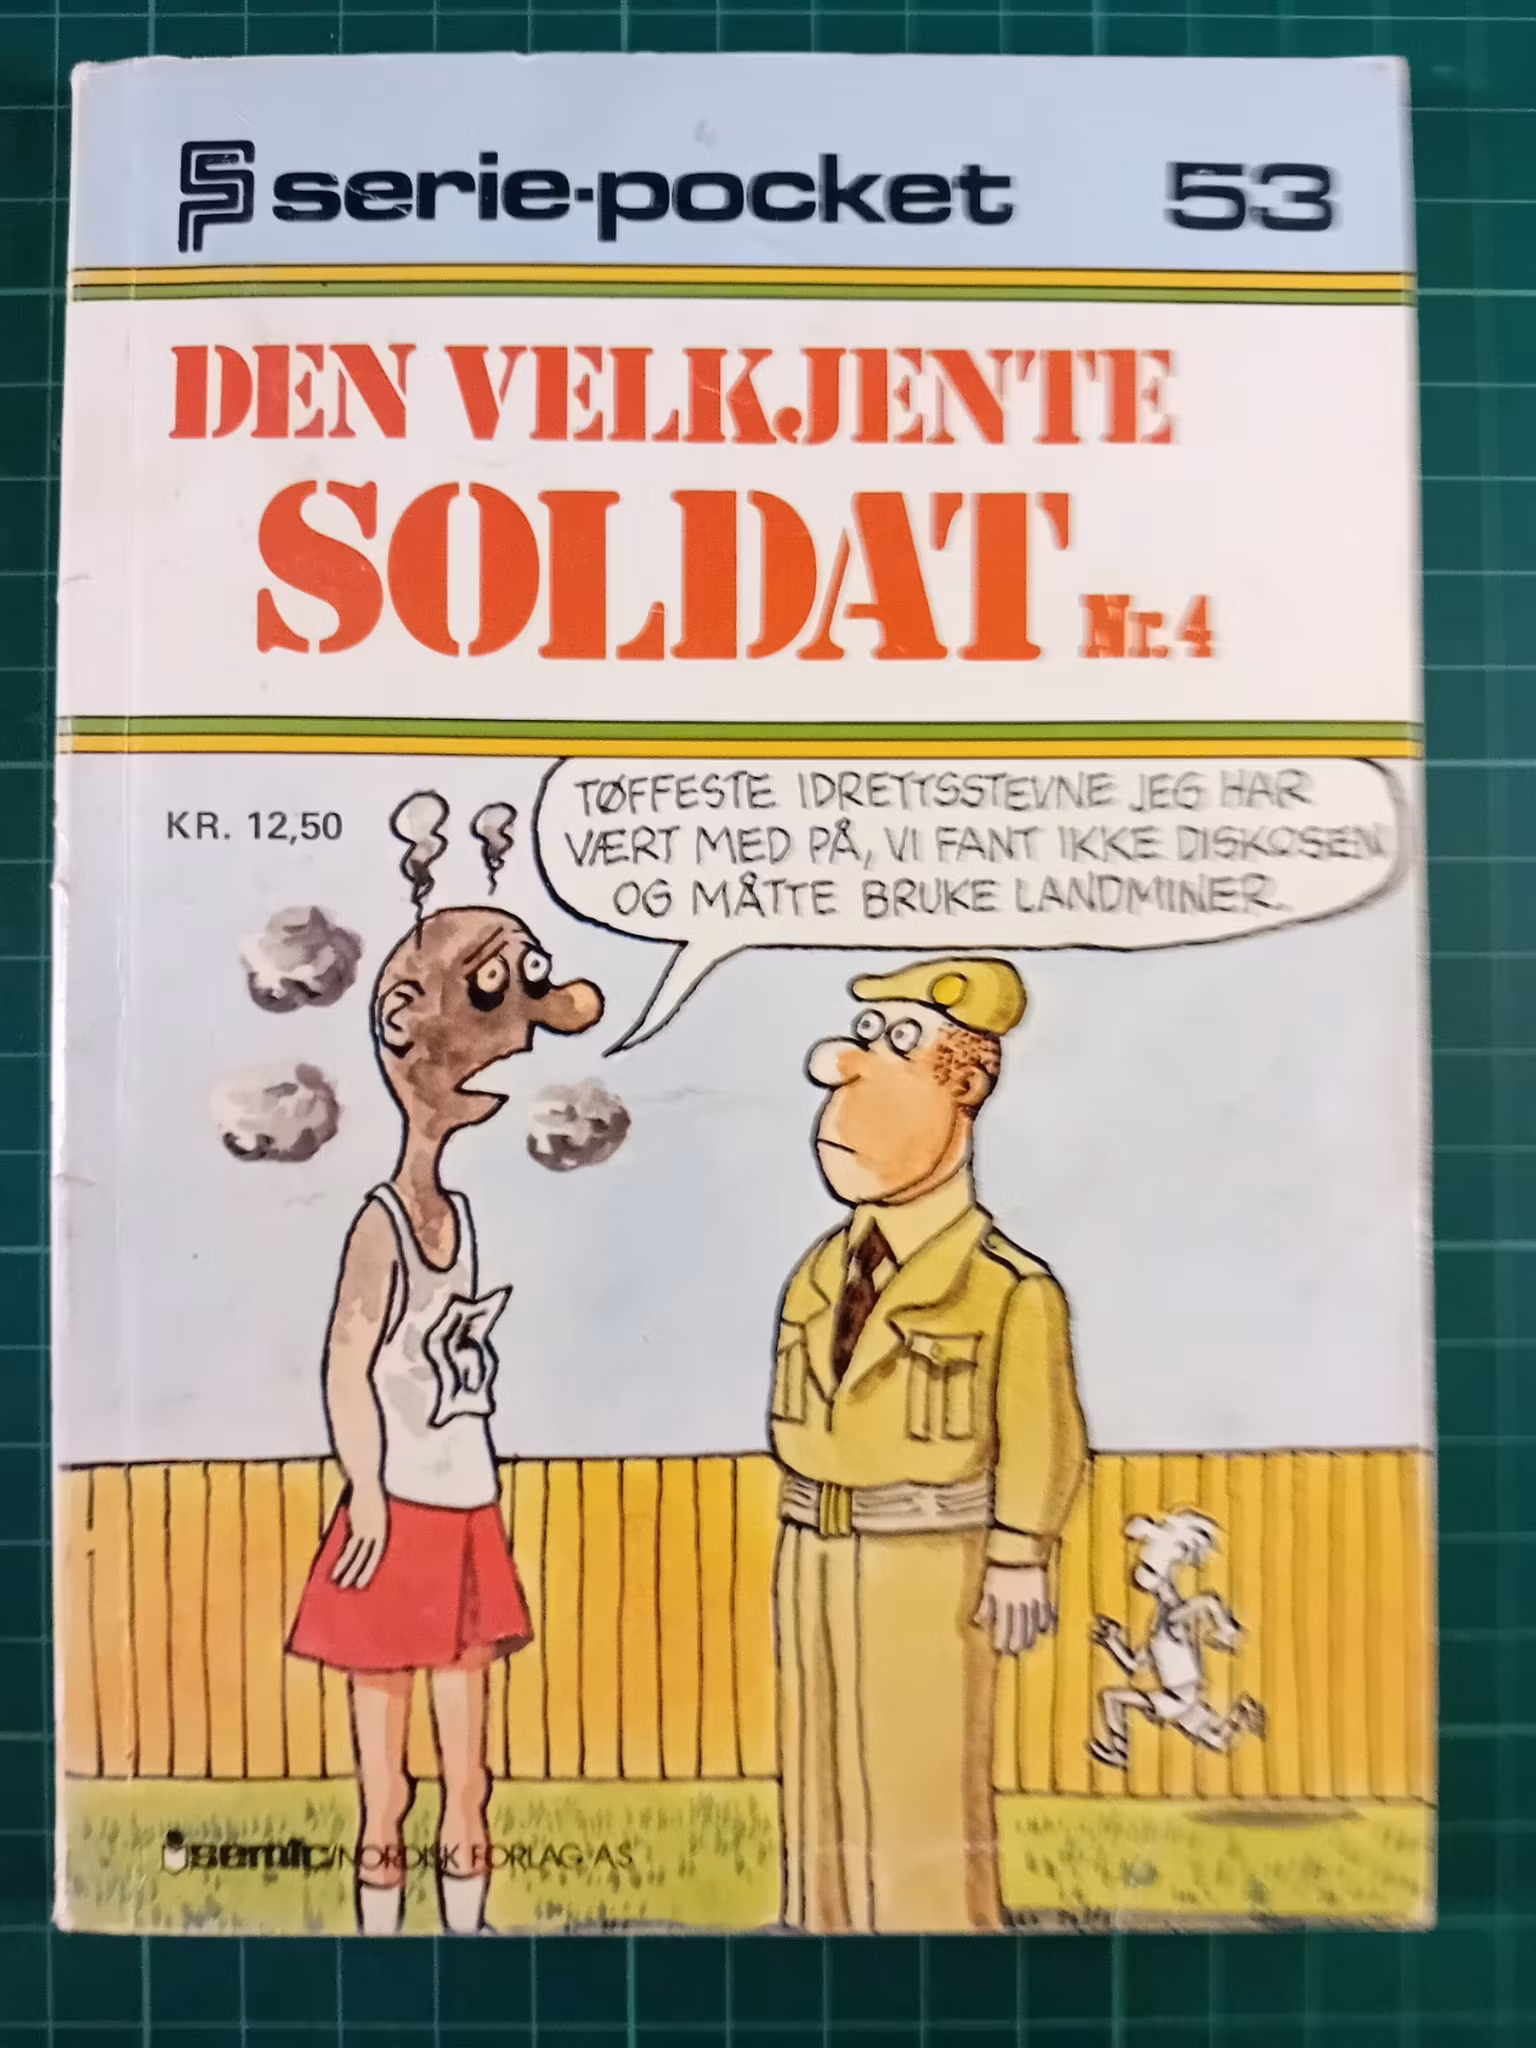 serie-pocket 53
DEN VELKJENTE
SOLDAT Nr.4
KR. 12,50
TØFFESTE IDRETTSSTEVNE JEG HAR
VÆRT MED PÅ, VI FANT IKKE DISKOSEN
OG MÅTTE BRUKE LANDMINER.
5
semic/NORDISK FORLAG A.S